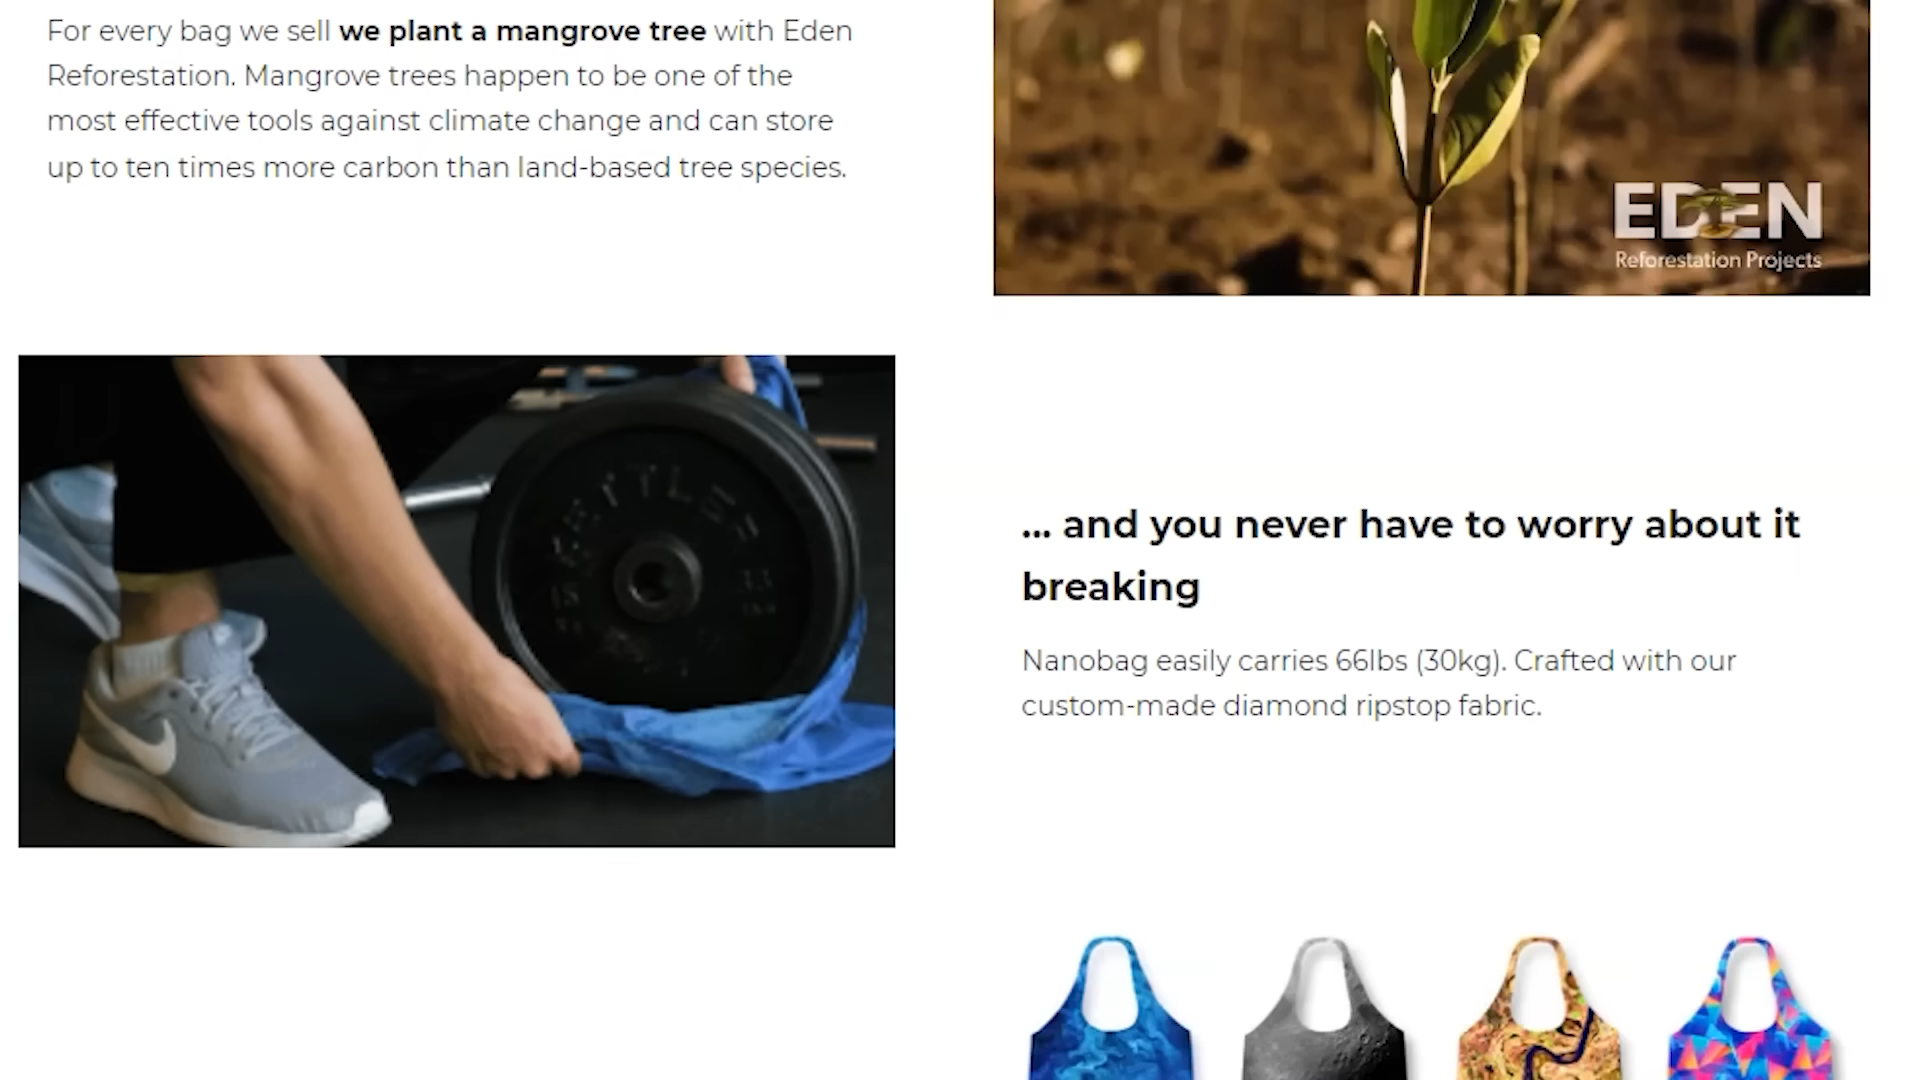 For every bag we sell we plant a mangrove tree with Eden
Reforestation. Mangrove trees happen to be one of the
most effective tools against climate change and can store
up to ten times more carbon than land-based tree species.
EDEN
Reforestation Projects
KETTLER
... and you never have to worry about it
breaking
Nanobag easily carries 66lbs (30kg). Crafted with our
custom-made diamond ripstop fabric.